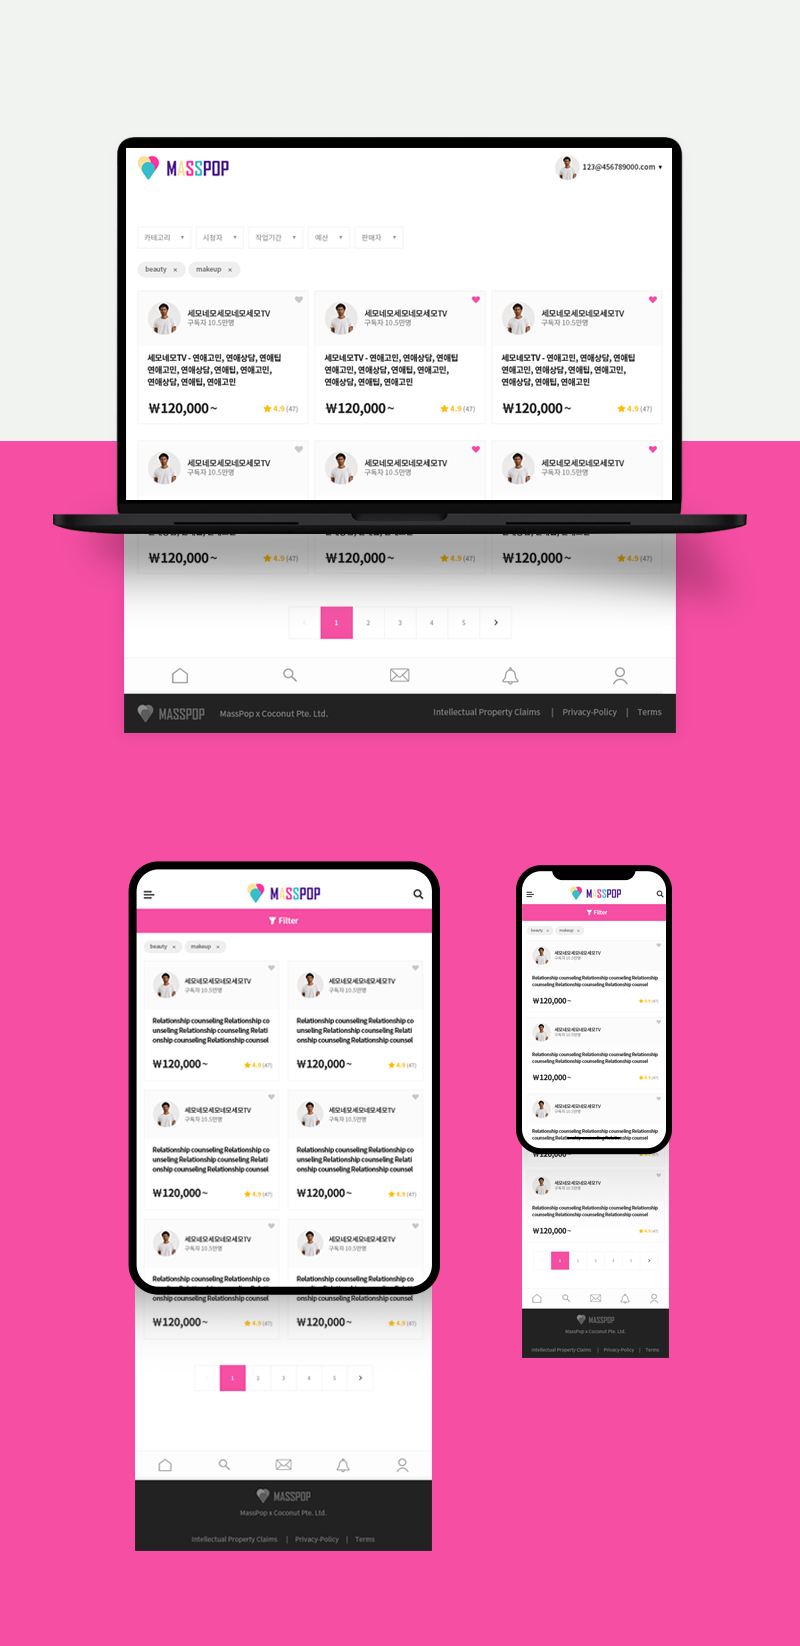 MASSPOP
123@456789000.com ▾
카테고리 ▾ 시청자 ▾ 작업기간 ▾ 예산 ▾ 판매자 ▾
beauty × makeup ×
세모네모세모네모세모TV
구독자 10.5만명
세모네모세모네모세모TV
구독자 10.5만명
세모네모세모네모세모TV
구독자 10.5만명
세모네모TV - 연애고민, 연애상담, 연애팁
연애고민, 연애상담, 연애팁, 연애고민,
연애상담, 연애팁, 연애고민
세모네모TV - 연애고민, 연애상담, 연애팁
연애고민, 연애상담, 연애팁, 연애고민,
연애상담, 연애팁, 연애고민
세모네모TV - 연애고민, 연애상담, 연애팁
연애고민, 연애상담, 연애팁, 연애고민,
연애상담, 연애팁, 연애고민
₩120,000~ ★ 4.9 (47)
₩120,000~ ★ 4.9 (47)
₩120,000~ ★ 4.9 (47)
세모네모세모네모세모TV
구독자 10.5만명
세모네모세모네모세모TV
구독자 10.5만명
세모네모세모네모세모TV
구독자 10.5만명
₩120,000~ ★ 4.9 (47)
₩120,000~ ★ 4.9 (47)
₩120,000~ ★ 4.9 (47)
‹ 1 2 3 4 5 ›
MASSPOP MassPop x Coconut Pte. Ltd. Intellectual Property Claims | Privacy-Policy | Terms
MASSPOP
Filter
beauty × makeup ×
세모네모세모네모세모TV
구독자 10.5만명
세모네모세모네모세모TV
구독자 10.5만명
Relationship counseling Relationship co
unseling Relationship counseling Relati
onship counseling Relationship counsel
Relationship counseling Relationship co
unseling Relationship counseling Relati
onship counseling Relationship counsel
₩120,000~ ★ 4.9 (47)
₩120,000~ ★ 4.9 (47)
세모네모세모네모세모TV
구독자 10.5만명
세모네모세모네모세모TV
구독자 10.5만명
Relationship counseling Relationship co
unseling Relationship counseling Relati
onship counseling Relationship counsel
Relationship counseling Relationship co
unseling Relationship counseling Relati
onship counseling Relationship counsel
₩120,000~ ★ 4.9 (47)
₩120,000~ ★ 4.9 (47)
세모네모세모네모세모TV
구독자 10.5만명
세모네모세모네모세모TV
구독자 10.5만명
Relationship counseling Relationship co
onship counseling Relationship counsel
Relationship counseling Relationship co
onship counseling Relationship counsel
₩120,000~ ★ 4.9 (47)
₩120,000~ ★ 4.9 (47)
‹ 1 2 3 4 5 ›
MASSPOP
MassPop x Coconut Pte. Ltd.
Intellectual Property Claims | Privacy-Policy | Terms
MASSPOP
Filter
beauty × makeup ×
세모네모세모네모세모TV
구독자 10.5만명
Relationship counseling Relationship counseling Relationship
counseling Relationship counseling Relationship counsel
₩120,000~ ★ 4.9 (47)
세모네모세모네모세모TV
구독자 10.5만명
Relationship counseling Relationship counseling Relationship
counseling Relationship counseling Relationship counsel
₩120,000~ ★ 4.9 (47)
세모네모세모네모세모TV
구독자 10.5만명
Relationship counseling Relationship counseling Relationship
counseling Relationship counseling Relationship counsel
₩120,000~
세모네모세모네모세모TV
구독자 10.5만명
Relationship counseling Relationship counseling Relationship
counseling Relationship counseling Relationship counsel
₩120,000~ ★ 4.9 (47)
‹ 1 2 3 4 5 ›
MASSPOP
MassPop x Coconut Pte. Ltd.
Intellectual Property Claims | Privacy-Policy | Terms